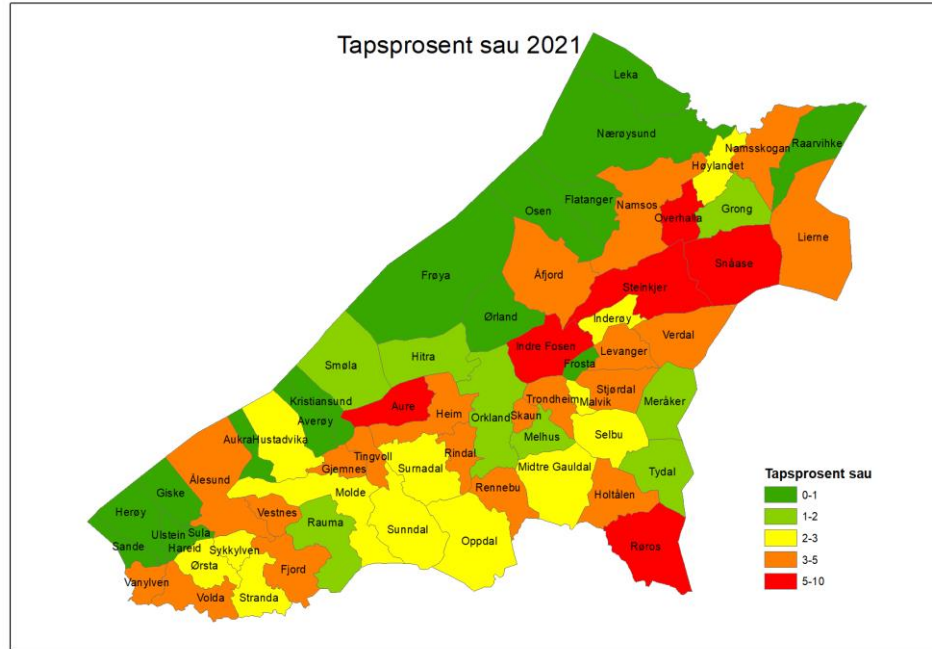 Tapsprosent sau 2021
Leka
Nærøysund
Namsskogan
Raarvihke
Høylandet
Flatanger
Namsos
Grong
Osen
Overhalla
Lierne
Snåase
Frøya
Åfjord
Steinkjer
Ørland
Inderøy
Verdal
Indre Fosen
Levanger
Smøla
Hitra
Frosta
Stjørdal
Meråker
Kristiansund
Trondheim
Malvik
Aure
Heim
Orkland
Skaun
Averøy
Selbu
Aukra
Hustadvika
Melhus
Tingvoll
Rindal
Gjemnes
Surnadal
Midtre Gauldal
Tydal
Ålesund
Rennebu
Holtålen
Molde
Giske
Herøy
Vestnes
Rauma
Sunndal
Oppdal
Ulstein
Sula
Sande
Hareid
Sykkylven
Røros
Ørsta
Fjord
Vanylven
Volda
Stranda
Tapsprosent sau
0-1
1-2
2-3
3-5
5-10